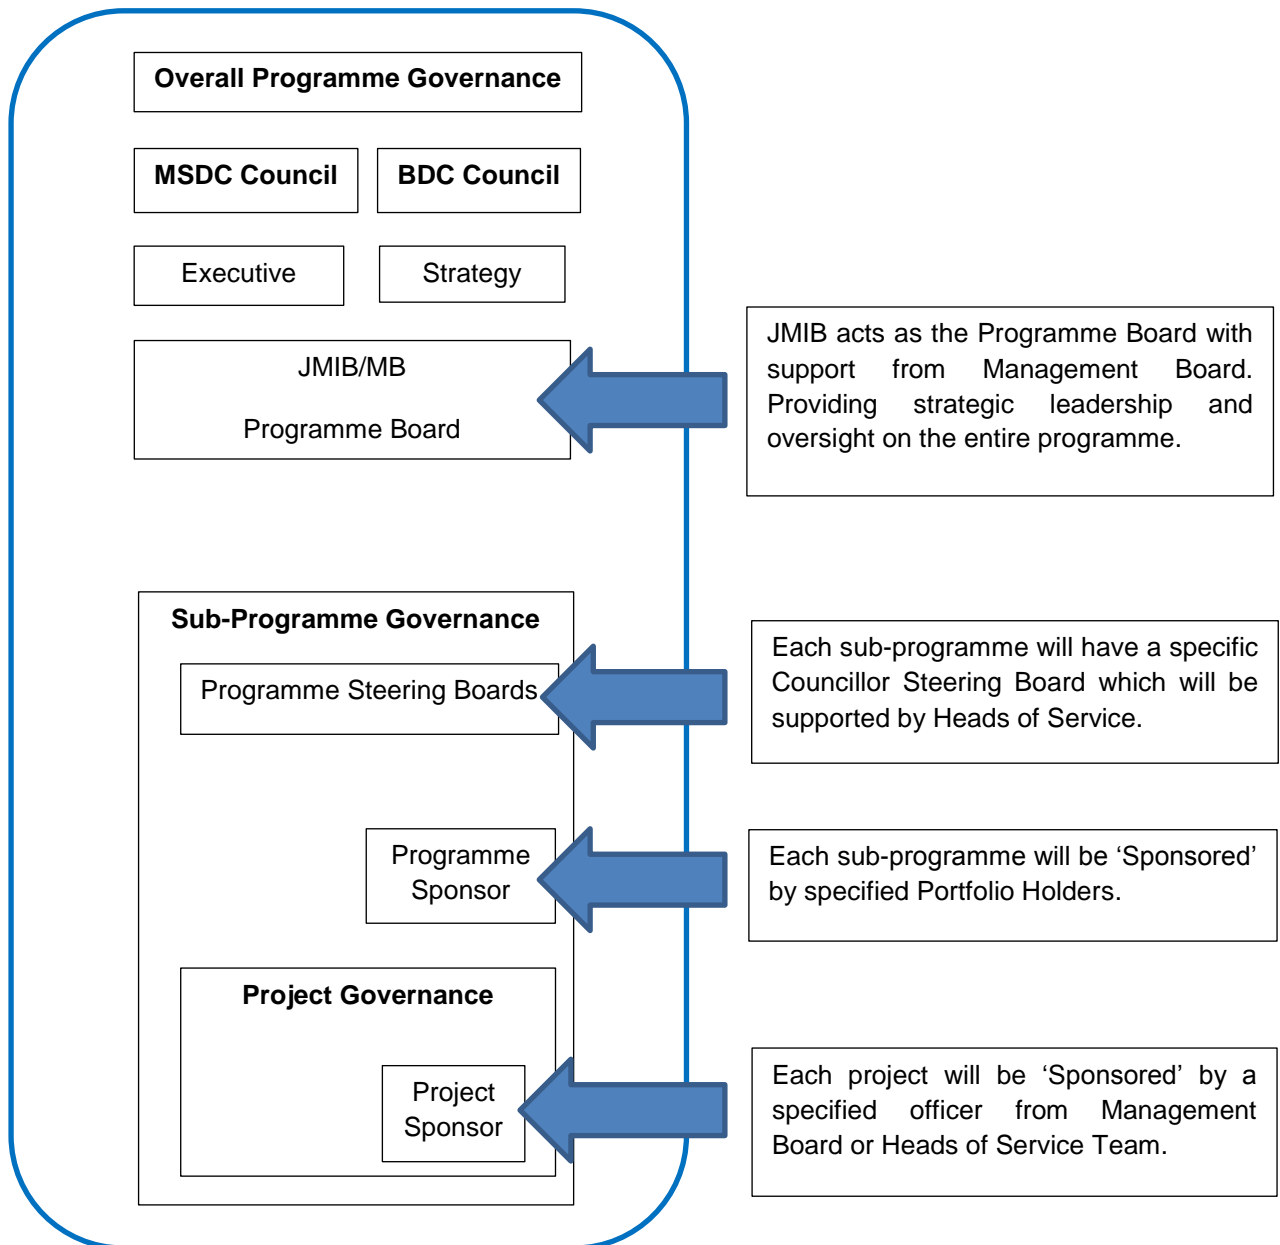 Overall Programme Governance
MSDC Council
BDC Council
Executive
Strategy
JMIB/MB
Programme Board
JMIB acts as the Programme Board with
support from Management Board.
Providing strategic leadership and
oversight on the entire programme.
Sub-Programme Governance
Programme Steering Boards
Each sub-programme will have a specific
Councillor Steering Board which will be
supported by Heads of Service.
Programme
Sponsor
Each sub-programme will be ‘Sponsored’
by specified Portfolio Holders.
Project Governance
Project
Sponsor
Each project will be ‘Sponsored’ by a
specified officer from Management
Board or Heads of Service Team.